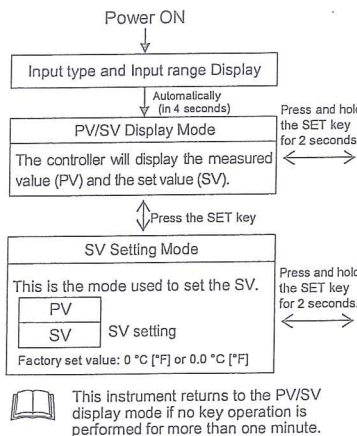 Power ON
Input type and Input range Display
Automatically
(in 4 seconds)
PV/SV Display Mode
The controller will display the measured
value (PV) and the set value (SV).
Press and hold
the SET key
for 2 seconds
Press the SET key
SV Setting Mode
This is the mode used to set the SV.
PV
SV
SV setting
Factory set value: 0 °C [°F] or 0.0 °C [°F]
Press and hold
the SET key
for 2 seconds.
This instrument returns to the PV/SV
display mode if no key operation is
performed for more than one minute.